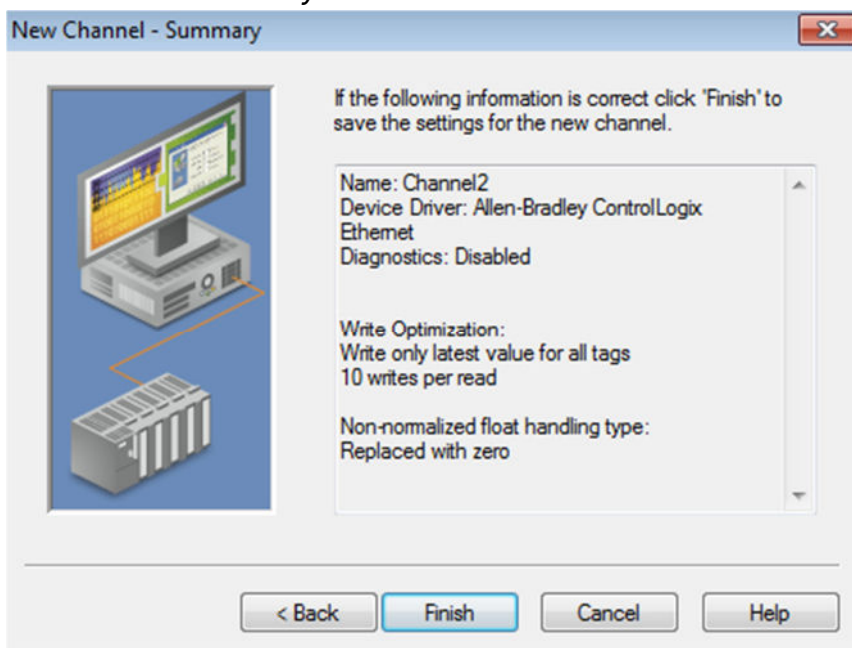 New Channel - Summary
If the following information is correct click 'Finish' to
save the settings for the new channel.
Name: Channel2
Device Driver: Allen-Bradley ControlLogix
Ethernet
Diagnostics: Disabled
Write Optimization:
Write only latest value for all tags
10 writes per read
Non-normalized float handling type:
Replaced with zero
< Back
Finish
Cancel
Help